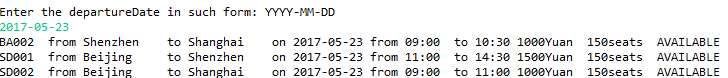 Enter the departureDate in such form: YYYY-MM-DD
2017-05-23
BA002 from Shenzhen to Shanghai on 2017-05-23 from 09:00 to 10:30 1000Yuan 150seats AVAILABLE
SD001 from Beijing to Shenzhen on 2017-05-23 from 11:00 to 14:30 1500Yuan 150seats AVAILABLE
SD002 from Beijing to Shanghai on 2017-05-23 from 09:00 to 11:00 1000Yuan 150seats AVAILABLE